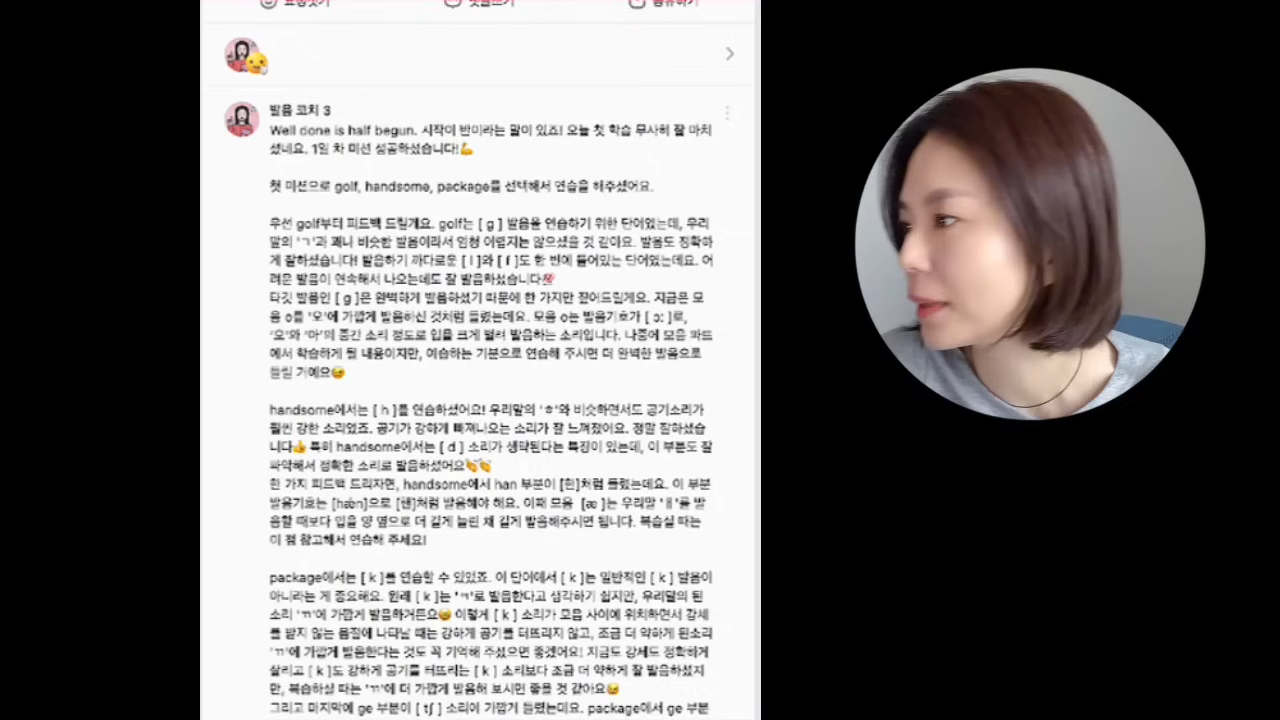 표정짓기 댓글쓰기 공유하기
발음 코치 3
Well done is half begun. 시작이 반이라는 말이 있죠! 오늘 첫 학습 무사히 잘 마치
셨네요. 1일 차 미션 성공하셨습니다!💪
첫 미션으로 golf, handsome, package를 선택해서 연습을 해주셨어요.
우선 golf부터 피드백 드릴게요. golf는 [ g ] 발음을 연습하기 위한 단어였는데, 우리
말의 'ㄱ'과 꽤나 비슷한 발음이라서 엄청 어렵지는 않으셨을 것 같아요. 발음도 정확하
게 잘하셨습니다! 발음하기 까다로운 [ l ]와 [ f ]도 한 번에 들어있는 단어였는데요. 어
려운 발음이 연속해서 나오는데도 잘 발음하셨습니다💯
타깃 발음인 [ g ]은 완벽하게 발음하셨기 때문에 한 가지만 짚어드릴게요. 지금은 모
음 o를 '오'에 가깝게 발음하신 것처럼 들렸는데요. 모음 o는 발음기호가 [ ɔː ]로,
'오'와 '아'의 중간 소리 정도로 입을 크게 벌려 발음하는 소리입니다. 나중에 모음 파트
에서 학습하게 될 내용이지만, 예습하는 기분으로 연습해 주시면 더 완벽한 발음으로
들릴 거예요😉
handsome에서는 [ h ]를 연습하셨어요! 우리말의 'ㅎ'와 비슷하면서도 공기소리가
훨씬 강한 소리였죠. 공기가 강하게 빠져나오는 소리가 잘 느껴졌어요. 정말 잘하셨습
니다👍 특히 handsome에서는 [ d ] 소리가 생략된다는 특징이 있는데, 이 부분도 잘
파악해서 정확한 소리로 발음하셨어요👏👏
한 가지 피드백 드리자면, handsome에서 han 부분이 [한]처럼 들렸는데요. 이 부분
발음기호는 [hǽn]으로 [핸]처럼 발음해야 해요. 이때 모음 [æ ]는 우리말 'ㅐ'를 발
음할 때보다 입을 양 옆으로 더 길게 늘린 채 길게 발음해주시면 됩니다. 복습실 때는
이 점 참고해서 연습해 주세요!
package에서는 [ k ]를 연습할 수 있었죠. 이 단어에서 [ k ]는 일반적인 [ k ] 발음이
아니라는 게 중요해요. 원래 [ k ]는 'ㅋ'로 발음한다고 생각하기 쉽지만, 우리말의 된
소리 'ㄲ'에 가깝게 발음하거든요😉 이렇게 [ k ] 소리가 모음 사이에 위치하면서 강세
를 받지 않는 음절에 나타날 때는 강하게 공기를 터뜨리지 않고, 조금 더 약하게 된소리
'ㄲ'에 가깝게 발음한다는 것도 꼭 기억해 주셨으면 좋겠어요! 지금도 강세도 정확하게
살리고 [ k ]도 강하게 공기를 터뜨리는 [ k ] 소리보다 조금 더 약하게 잘 발음하셨지
만, 복습하실 때는 'ㄲ'에 더 가깝게 발음해 보시면 좋을 것 같아요😉
그리고 마지막에 ge 부분이 [ tʃ ] 소리에 가깝게 들렸는데요. package에서 ge 부분